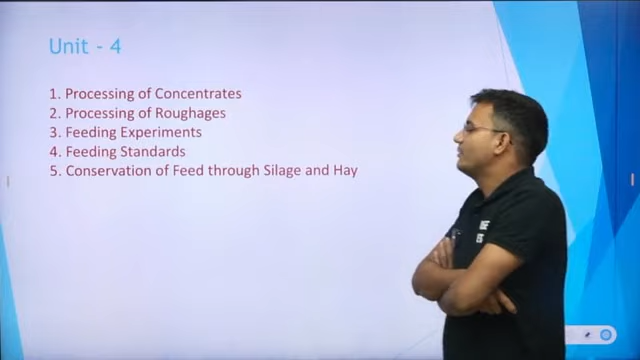 Unit - 4
1. Processing of Concentrates
2. Processing of Roughages
3. Feeding Experiments
4. Feeding Standards
5. Conservation of Feed through Silage and Hay